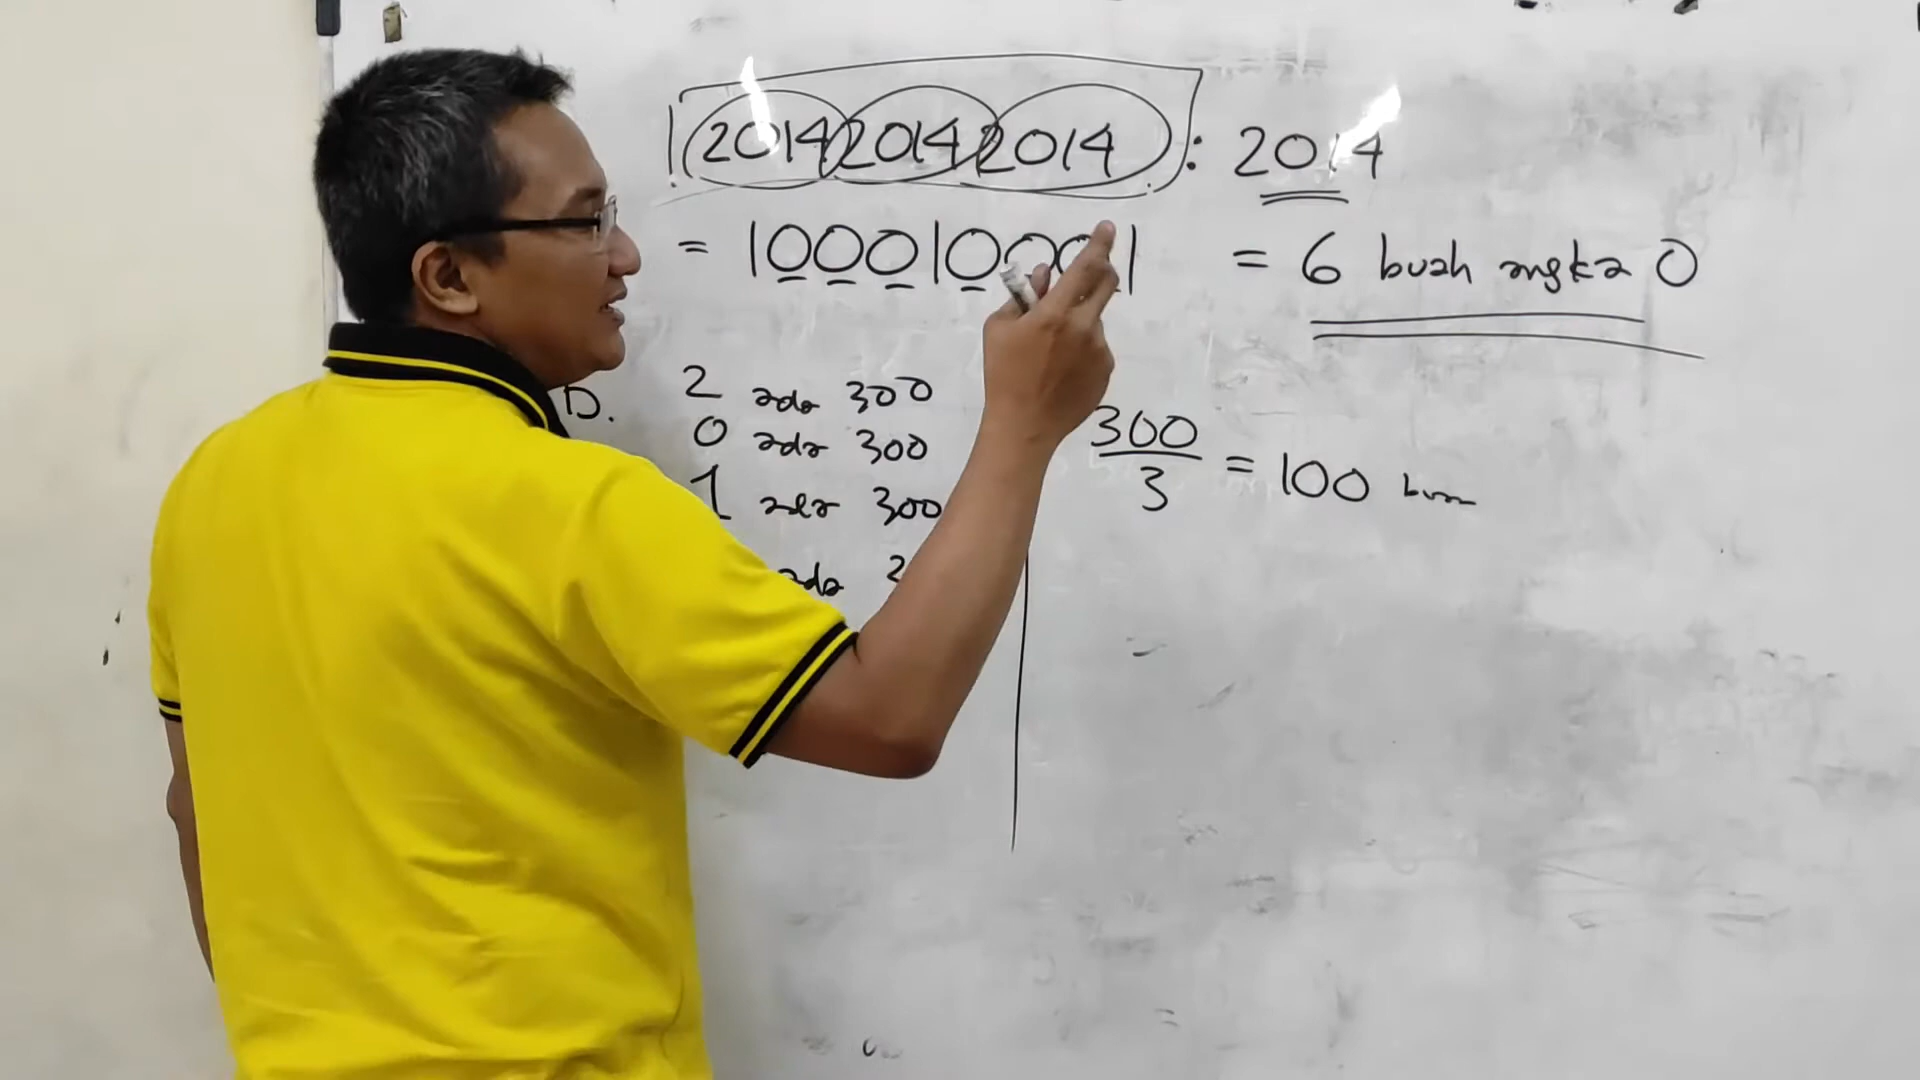 201420142014 : 2014
= 100010001 = 6 buah angka 0
D. 2 ada 300
0 ada 300
1 ada 300
ada 2
300
3
= 100